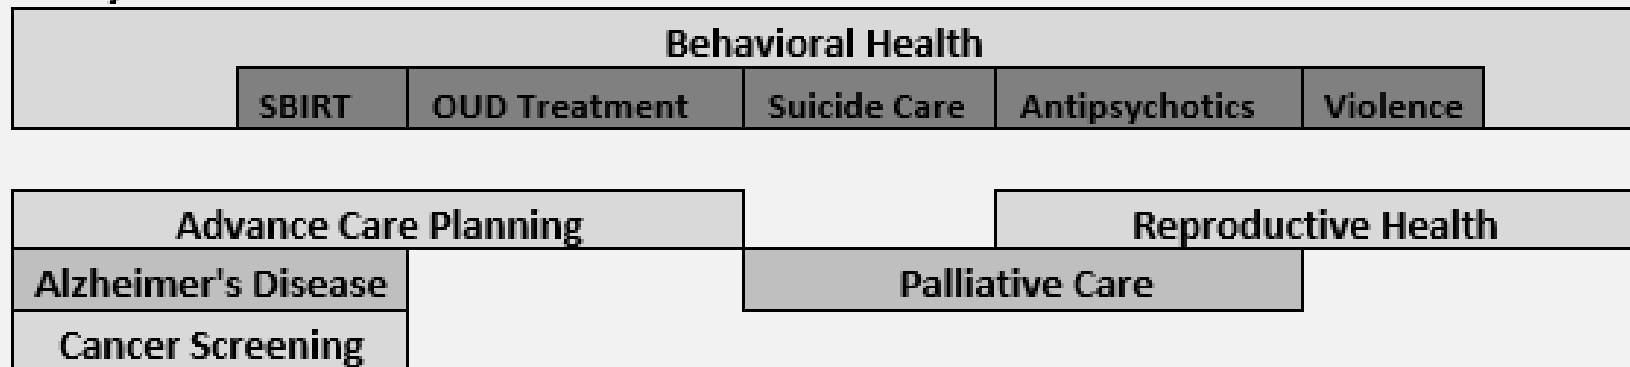 Behavioral Health
SBIRT OUD Treatment Suicide Care Antipsychotics Violence
Advance Care Planning Reproductive Health
Alzheimer's Disease Palliative Care
Cancer Screening